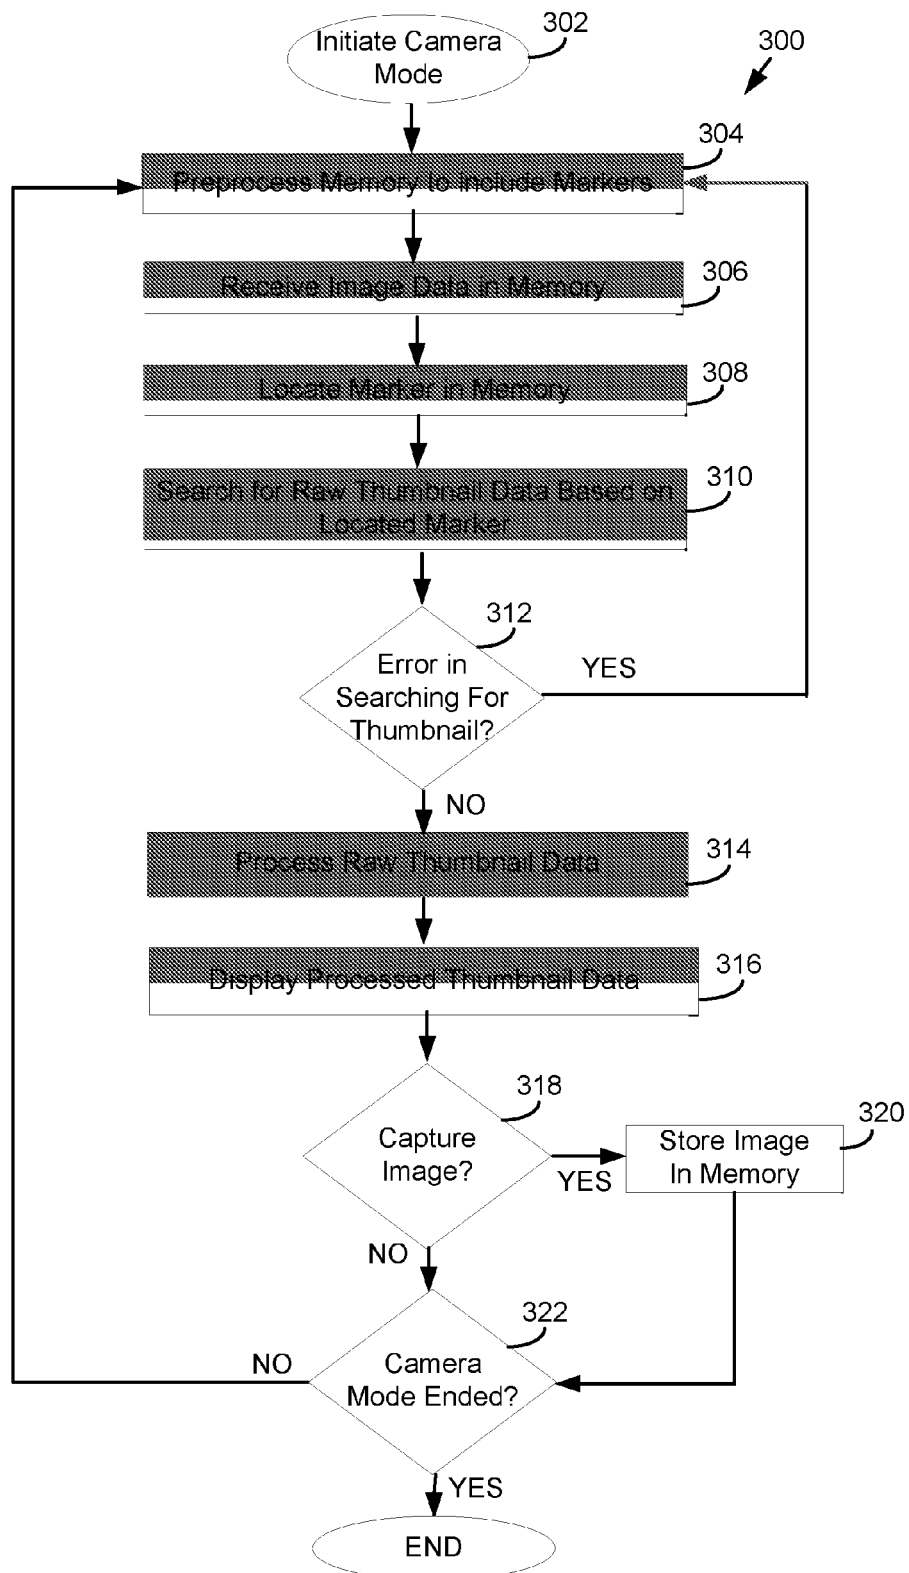 Initiate Camera
Mode
302
300
304
Preprocess Memory to Include Markers
Receive Image Data in Memory
306
Locate Marker in Memory
308
Search for Raw Thumbnail Data Based on
Located Marker
310
312
Error in
Searching For
Thumbnail?
YES
NO
Process Raw Thumbnail Data
314
Display Processed Thumbnail Data
316
318
Capture
Image?
YES
Store Image
In Memory
320
NO
322
Camera
Mode Ended?
NO
YES
END